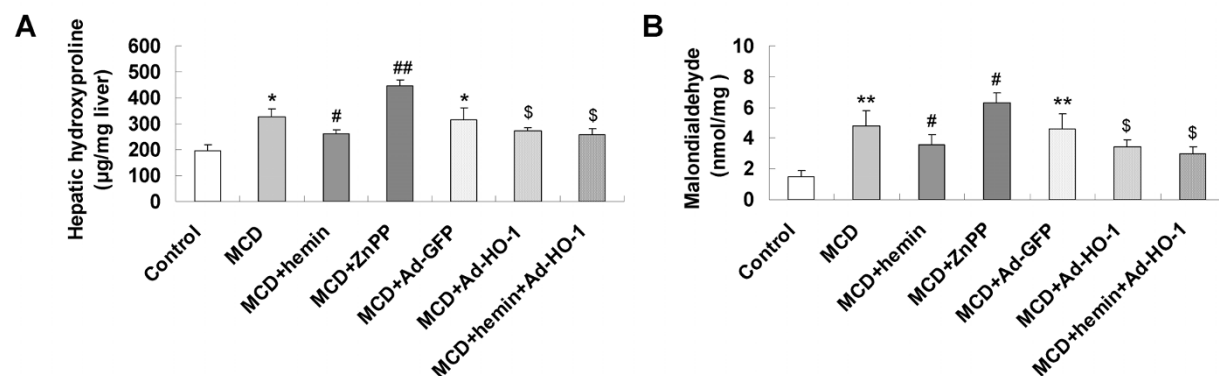 A
Hepatic hydroxyproline
(μg/mg liver)
600
500
400
300
200
100
0
*
#
##
*
$
$
Control
MCD
MCD+hemin
MCD+ZnPP
MCD+Ad-GFP
MCD+Ad-HO-1
MCD+hemin+Ad-HO-1
B
Malondialdehyde
(nmol/mg )
10
8
6
4
2
0
**
#
#
**
$
$
Control
MCD
MCD+hemin
MCD+ZnPP
MCD+Ad-GFP
MCD+Ad-HO-1
MCD+hemin+Ad-HO-1